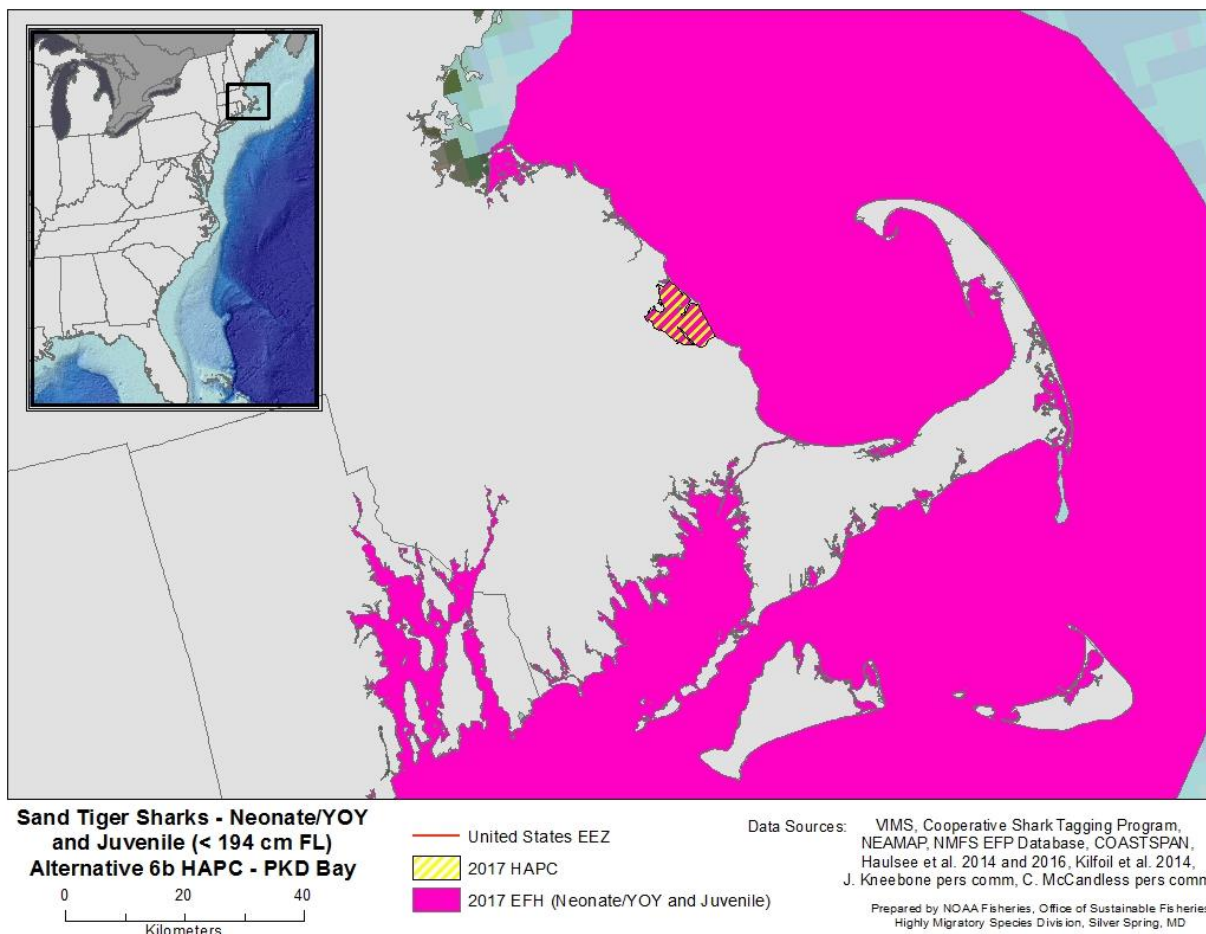 Sand Tiger Sharks - Neonate/YOY
and Juvenile (< 194 cm FL)
Alternative 6b HAPC - PKD Bay
0 20 40
Kilometers
United States EEZ
2017 HAPC
2017 EFH (Neonate/YOY and Juvenile)
Data Sources: VIMS, Cooperative Shark Tagging Program,
NEAMAP, NMFS EFP Database, COASTSPAN,
Haulsee et al. 2014 and 2016, Kilfoil et al. 2014,
J. Kneebone pers comm, C. McCandless pers comm
Prepared by NOAA Fisheries, Office of Sustainable Fisheries
Highly Migratory Species Division, Silver Spring, MD